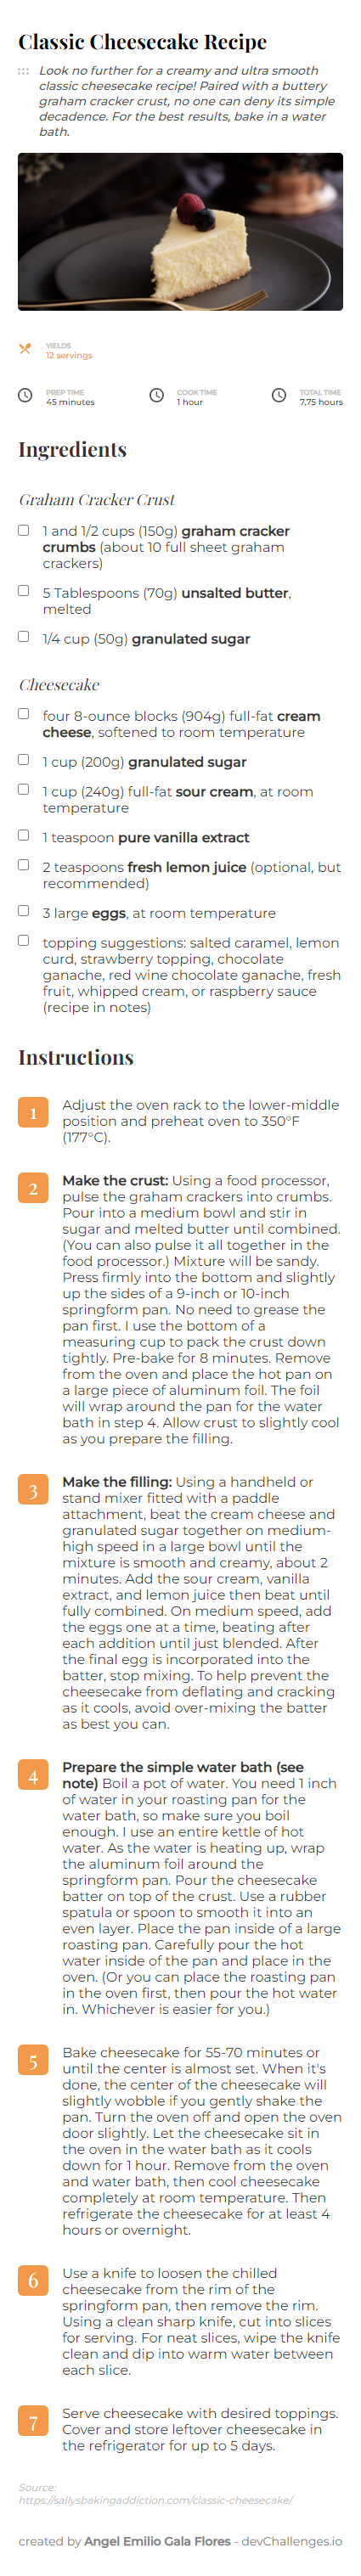 Classic Cheesecake Recipe
Look no further for a creamy and ultra smooth
classic cheesecake recipe! Paired with a buttery
graham cracker crust, no one can deny its simple
decadence. For the best results, bake in a water
bath.
YIELDS
12 servings
PREP TIME
45 minutes
COOK TIME
1 hour
TOTAL TIME
7,75 hours
Ingredients
Graham Cracker Crust
1 and 1/2 cups (150g) graham cracker
crumbs (about 10 full sheet graham
crackers)
5 Tablespoons (70g) unsalted butter,
melted
1/4 cup (50g) granulated sugar
Cheesecake
four 8-ounce blocks (904g) full-fat cream
cheese, softened to room temperature
1 cup (200g) granulated sugar
1 cup (240g) full-fat sour cream, at room
temperature
1 teaspoon pure vanilla extract
2 teaspoons fresh lemon juice (optional, but
recommended)
3 large eggs, at room temperature
topping suggestions: salted caramel, lemon
curd, strawberry topping, chocolate
ganache, red wine chocolate ganache, fresh
fruit, whipped cream, or raspberry sauce
(recipe in notes)
Instructions
1
Adjust the oven rack to the lower-middle
position and preheat oven to 350°F
(177°C).
2
Make the crust: Using a food processor,
pulse the graham crackers into crumbs.
Pour into a medium bowl and stir in
sugar and melted butter until combined.
(You can also pulse it all together in the
food processor.) Mixture will be sandy.
Press firmly into the bottom and slightly
up the sides of a 9-inch or 10-inch
springform pan. No need to grease the
pan first. I use the bottom of a
measuring cup to pack the crust down
tightly. Pre-bake for 8 minutes. Remove
from the oven and place the hot pan on
a large piece of aluminum foil. The foil
will wrap around the pan for the water
bath in step 4. Allow crust to slightly cool
as you prepare the filling.
3
Make the filling: Using a handheld or
stand mixer fitted with a paddle
attachment, beat the cream cheese and
granulated sugar together on medium-
high speed in a large bowl until the
mixture is smooth and creamy, about 2
minutes. Add the sour cream, vanilla
extract, and lemon juice then beat until
fully combined. On medium speed, add
the eggs one at a time, beating after
each addition until just blended. After
the final egg is incorporated into the
batter, stop mixing. To help prevent the
cheesecake from deflating and cracking
as it cools, avoid over-mixing the batter
as best you can.
4
Prepare the simple water bath (see
note) Boil a pot of water. You need 1 inch
of water in your roasting pan for the
water bath, so make sure you boil
enough. I use an entire kettle of hot
water. As the water is heating up, wrap
the aluminum foil around the
springform pan. Pour the cheesecake
batter on top of the crust. Use a rubber
spatula or spoon to smooth it into an
even layer. Place the pan inside of a large
roasting pan. Carefully pour the hot
water inside of the pan and place in the
oven. (Or you can place the roasting pan
in the oven first, then pour the hot water
in. Whichever is easier for you.)
5
Bake cheesecake for 55-70 minutes or
until the center is almost set. When it's
done, the center of the cheesecake will
slightly wobble if you gently shake the
pan. Turn the oven off and open the oven
door slightly. Let the cheesecake sit in
the oven in the water bath as it cools
down for 1 hour. Remove from the oven
and water bath, then cool cheesecake
completely at room temperature. Then
refrigerate the cheesecake for at least 4
hours or overnight.
6
Use a knife to loosen the chilled
cheesecake from the rim of the
springform pan, then remove the rim.
Using a clean sharp knife, cut into slices
for serving. For neat slices, wipe the knife
clean and dip into warm water between
each slice.
7
Serve cheesecake with desired toppings.
Cover and store leftover cheesecake in
the refrigerator for up to 5 days.
Source:
https://sallysbakingaddiction.com/classic-cheesecake/
created by Angel Emilio Gala Flores - devChallenges.io